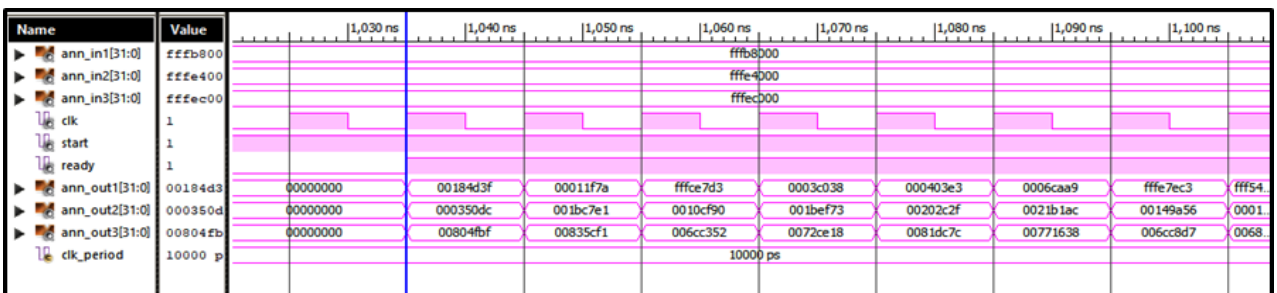 Name Value 1,030 ns 1,040 ns 1,050 ns 1,060 ns 1,070 ns 1,080 ns 1,090 ns 1,100 ns
ann_in1[31:0] fffb800 fffb8000
ann_in2[31:0] fffe400 fffe4000
ann_in3[31:0] fffec00 fffec000
clk 1
start 1
ready 1
ann_out1[31:0] 00184d3 00000000 00184d3f 00011f7a fffce7d3 0003c038 000403e3 0006caa9 fffe7ec3 fff54...
ann_out2[31:0] 000350d 00000000 000350dc 001bc7e1 0010cf90 001bef73 00202c2f 0021b1ac 00149a56 0001...
ann_out3[31:0] 00804fb 00000000 00804fbf 00835cf1 006cc352 0072ce18 0081dc7c 00771638 006cc8d7 0068...
clk_period 10000 p 10000 ps